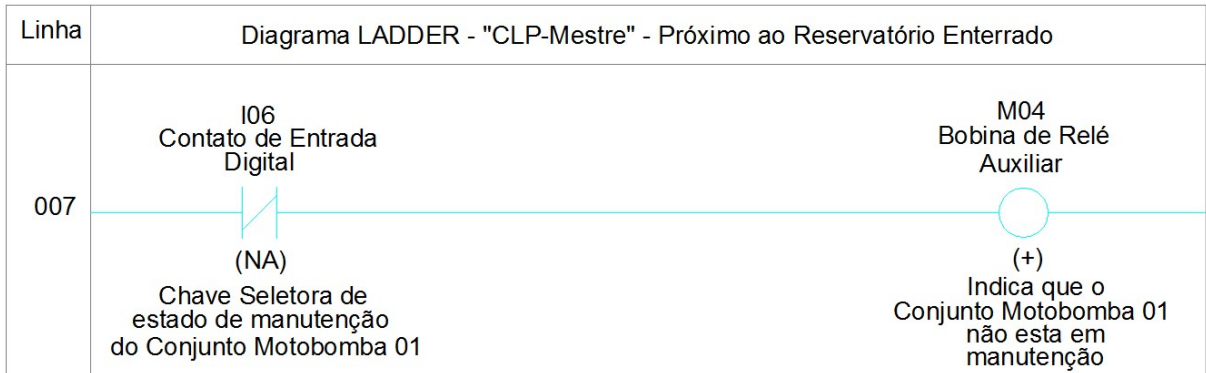 Linha
Diagrama LADDER - "CLP-Mestre" - Próximo ao Reservatório Enterrado
I06
Contato de Entrada
Digital
M04
Bobina de Relé
Auxiliar
007
(NA)
Chave Seletora de
estado de manutenção
do Conjunto Motobomba 01
(+)
Indica que o
Conjunto Motobomba 01
não esta em
manutenção